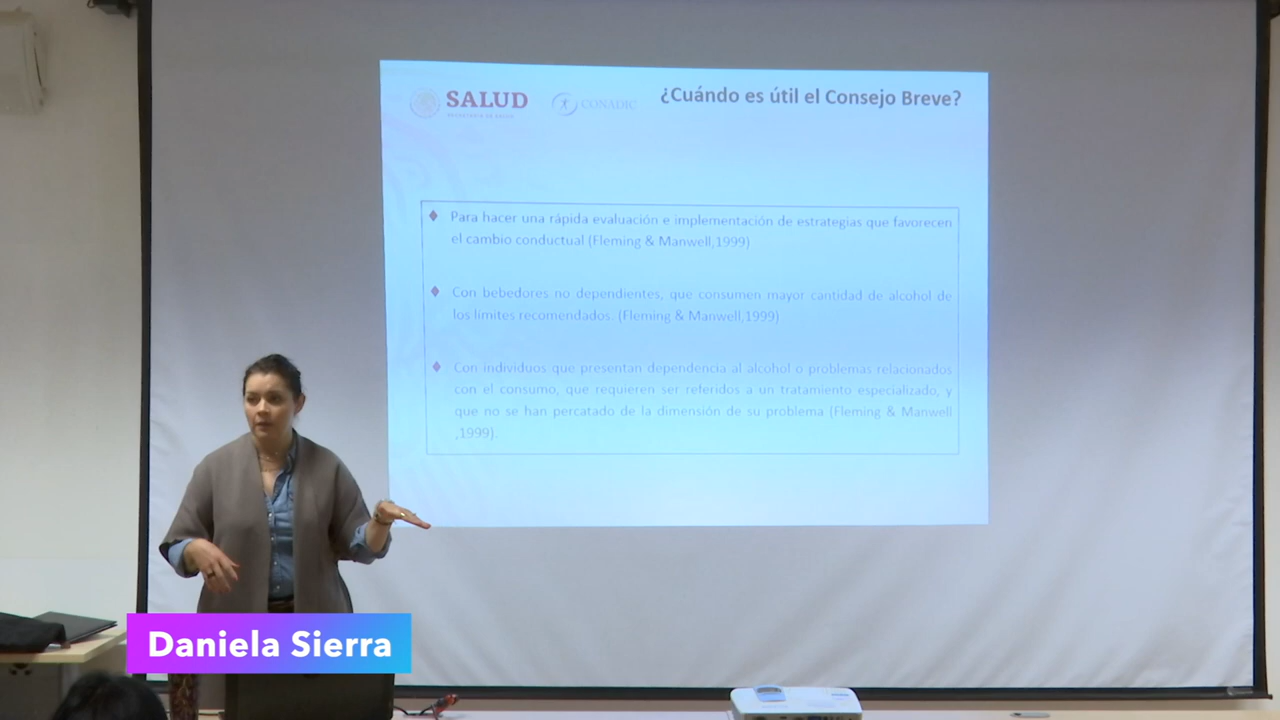 SALUD
SECRETARÍA DE SALUD
CONADIC
¿Cuándo es útil el Consejo Breve?
Para hacer una rápida evaluación e implementación de estrategias que favorecen
el cambio conductual (Fleming & Manwell,1999)
Con bebedores no dependientes, que consumen mayor cantidad de alcohol de
los límites recomendados. (Fleming & Manwell,1999)
Con individuos que presentan dependencia al alcohol o problemas relacionados
con el consumo, que requieren ser referidos a un tratamiento especializado, y
que no se han percatado de la dimensión de su problema (Fleming & Manwell
,1999).
Daniela Sierra